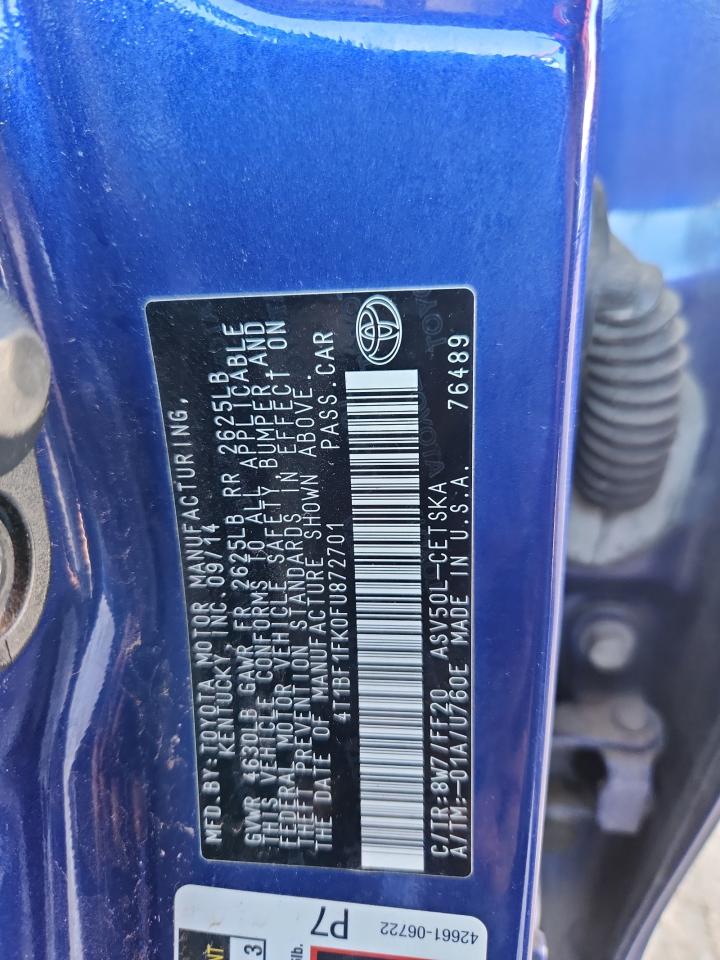 MFD. BY: TOYOTA MOTOR MANUFACTURING,
KENTUCKY, INC. 09/14
GVWR 4630LB GAWR FR 2625LB RR 2625LB
THIS VEHICLE CONFORMS TO ALL APPLICABLE
FEDERAL MOTOR VEHICLE SAFETY, BUMPER AND
THEFT PREVENTION STANDARDS IN EFFECT ON
THE DATE OF MANUFACTURE SHOWN ABOVE.
4T1BF1FK0FU872701 PASS.CAR
C/TR:8W7/FF20 ASV50L-CETSKA 76489
A/TM:-01A/U760E MADE IN U.S.A.
P7
42661-06722
3